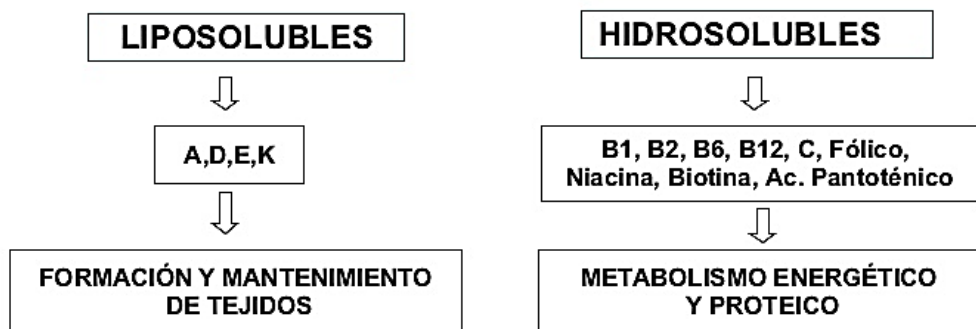 LIPOSOLUBLES
A,D,E,K
FORMACIÓN Y MANTENIMIENTO
DE TEJIDOS
HIDROSOLUBLES
B1, B2, B6, B12, C, Fólico,
Niacina, Biotina, Ac. Pantoténico
METABOLISMO ENERGÉTICO
Y PROTEICO